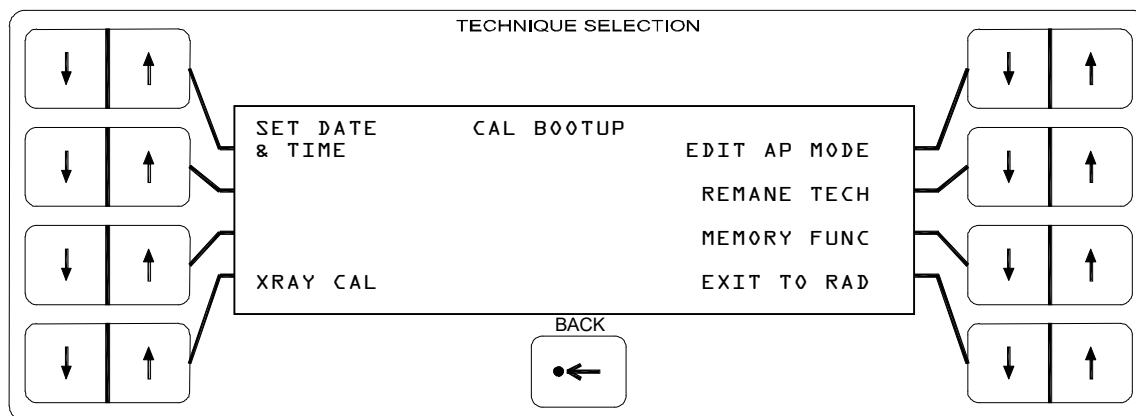 TECHNIQUE SELECTION
SET DATE CAL BOOTUP
& TIME EDIT AP MODE
REMANE TECH
MEMORY FUNC
XRAY CAL EXIT TO RAD
BACK